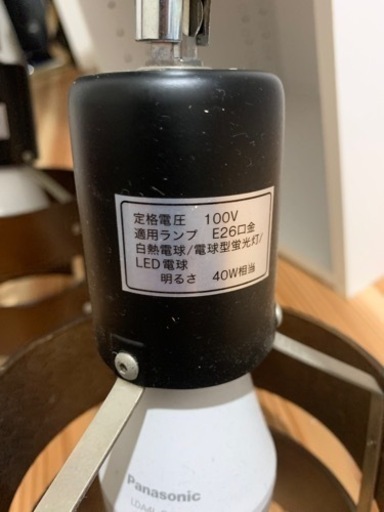 定格電圧 100V
適用ランプ E26口金
白熱電球/電球型蛍光灯/
LED電球
明るさ 40W相当
Panasonic